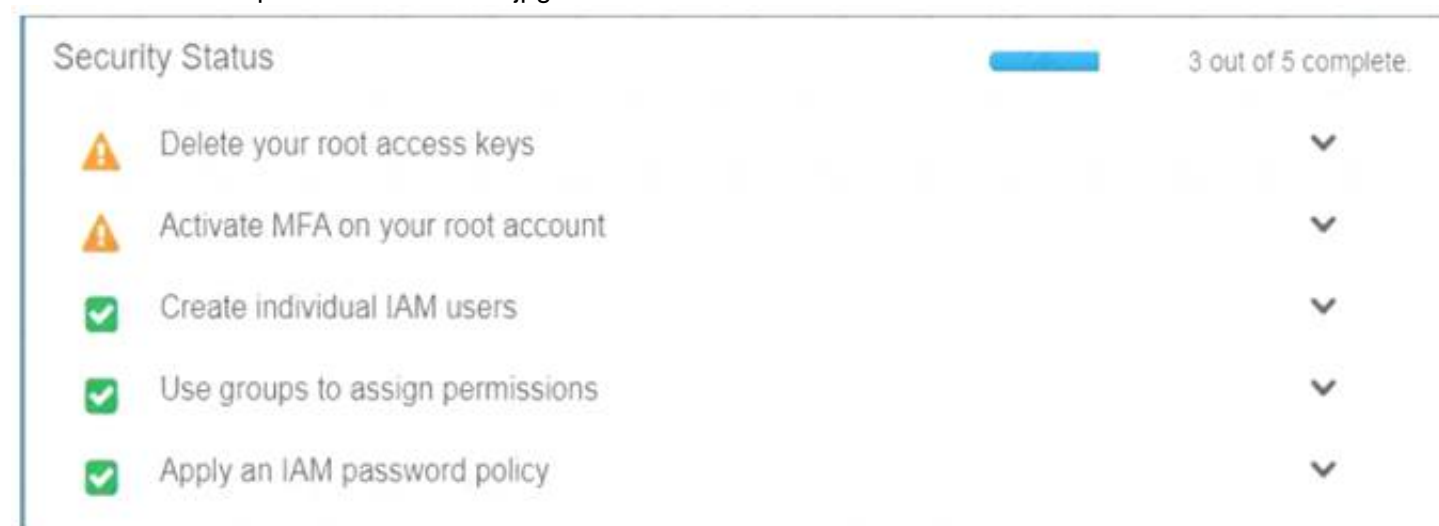 Security Status
3 out of 5 complete.
Delete your root access keys
Activate MFA on your root account
Create individual IAM users
Use groups to assign permissions
Apply an IAM password policy